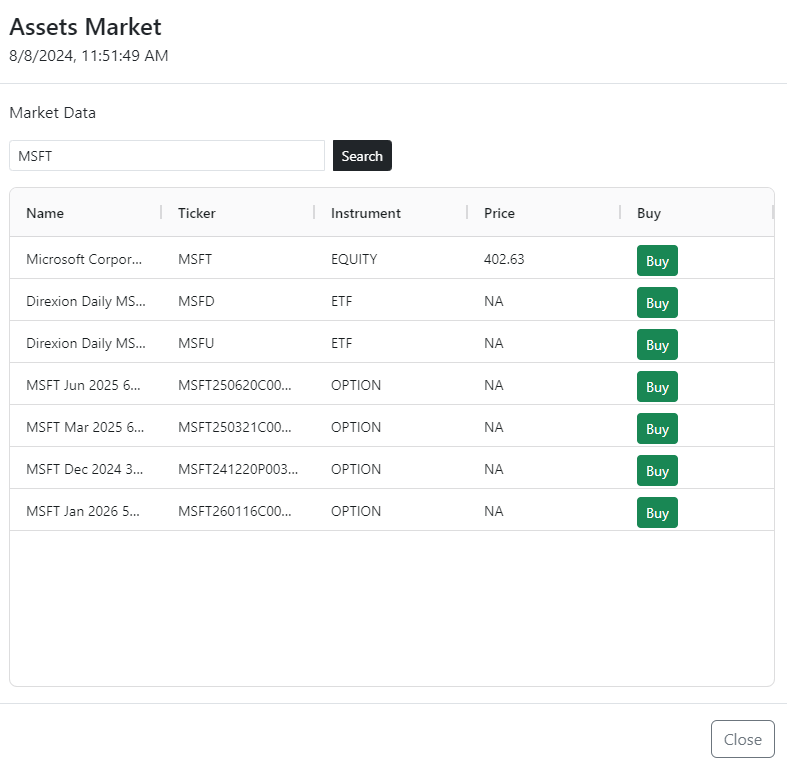 Assets Market
8/8/2024, 11:51:49 AM
Market Data
MSFT Search
Name Ticker Instrument Price Buy
Microsoft Corpor... MSFT EQUITY 402.63 Buy
Direxion Daily MS... MSFD ETF NA Buy
Direxion Daily MS... MSFU ETF NA Buy
MSFT Jun 2025 6... MSFT250620C00... OPTION NA Buy
MSFT Mar 2025 6... MSFT250321C00... OPTION NA Buy
MSFT Dec 2024 3... MSFT241220P003... OPTION NA Buy
MSFT Jan 2026 5... MSFT260116C00... OPTION NA Buy
Close